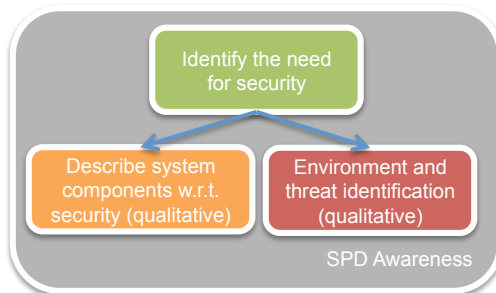 Identify the need
for security
Describe system
components w.r.t.
security (qualitative)
Environment and
threat identification
(qualitative)
SPD Awareness